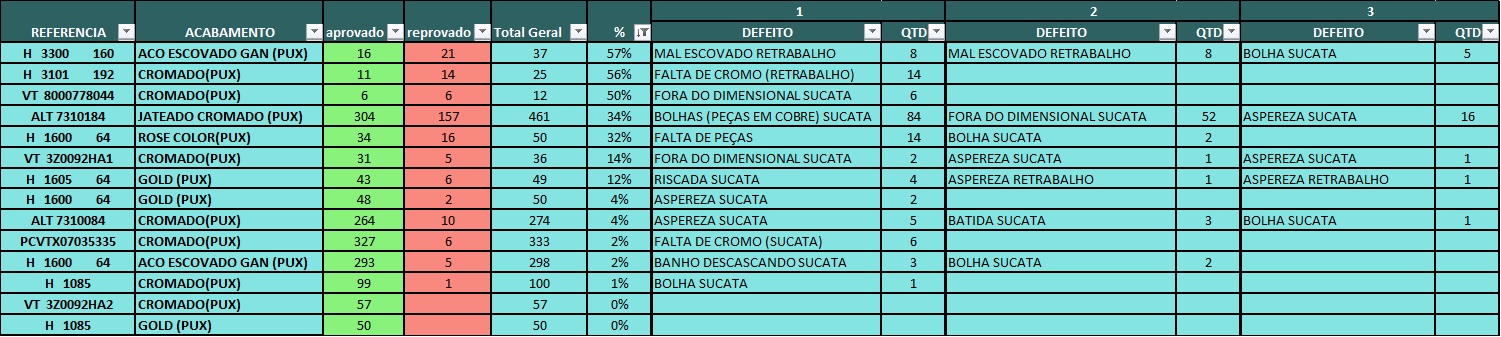 1 2 3
REFERENCIA ACABAMENTO aprovado reprovado Total Geral % DEFEITO QTD DEFEITO QTD DEFEITO QTD
H 3300 160 ACO ESCOVADO GAN (PUX) 16 21 37 57% MAL ESCOVADO RETRABALHO 8 MAL ESCOVADO RETRABALHO 8 BOLHA SUCATA 5
H 3101 192 CROMADO(PUX) 11 14 25 56% FALTA DE CROMO (RETRABALHO) 14
VT 8000778044 CROMADO(PUX) 6 6 12 50% FORA DO DIMENSIONAL SUCATA 6
ALT 7310184 JATEADO CROMADO (PUX) 304 157 461 34% BOLHAS (PEÇAS EM COBRE) SUCATA 84 FORA DO DIMENSIONAL SUCATA 52 ASPEREZA SUCATA 16
H 1600 64 ROSE COLOR(PUX) 34 16 50 32% FALTA DE PEÇAS 14 BOLHA SUCATA 2
VT 3Z0092HA1 CROMADO(PUX) 31 5 36 14% FORA DO DIMENSIONAL SUCATA 2 ASPEREZA SUCATA 1 ASPEREZA SUCATA 1
H 1605 64 GOLD (PUX) 43 6 49 12% RISCADA SUCATA 4 ASPEREZA RETRABALHO 1 ASPEREZA RETRABALHO 1
H 1600 64 GOLD (PUX) 48 2 50 4% ASPEREZA SUCATA 2
ALT 7310084 CROMADO(PUX) 264 10 274 4% ASPEREZA SUCATA 5 BATIDA SUCATA 3 BOLHA SUCATA 1
PCVTX07035335 CROMADO(PUX) 327 6 333 2% FALTA DE CROMO (SUCATA) 6
H 1600 64 ACO ESCOVADO GAN (PUX) 293 5 298 2% BANHO DESCASCANDO SUCATA 3 BOLHA SUCATA 2
H 1085 CROMADO(PUX) 99 1 100 1% BOLHA SUCATA 1
VT 3Z0092HA2 CROMADO(PUX) 57 57 0%
H 1085 GOLD (PUX) 50 50 0%